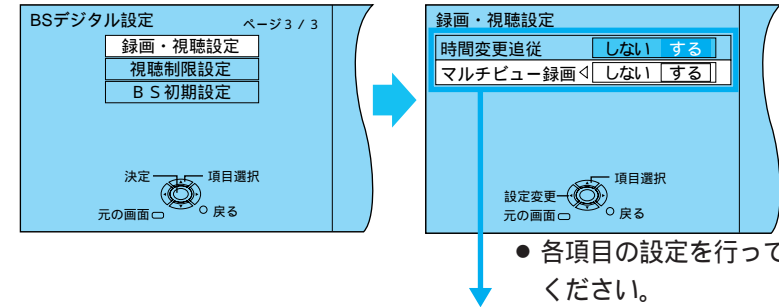 BSデジタル設定 ページ3/3
録画・視聴設定
視聴制限設定
BS初期設定
決定 項目選択
元の画面 戻る
録画・視聴設定
時間変更追従 しない する
マルチビュー録画 しない する
項目選択
設定変更
元の画面 戻る
● 各項目の設定を行って
ください。